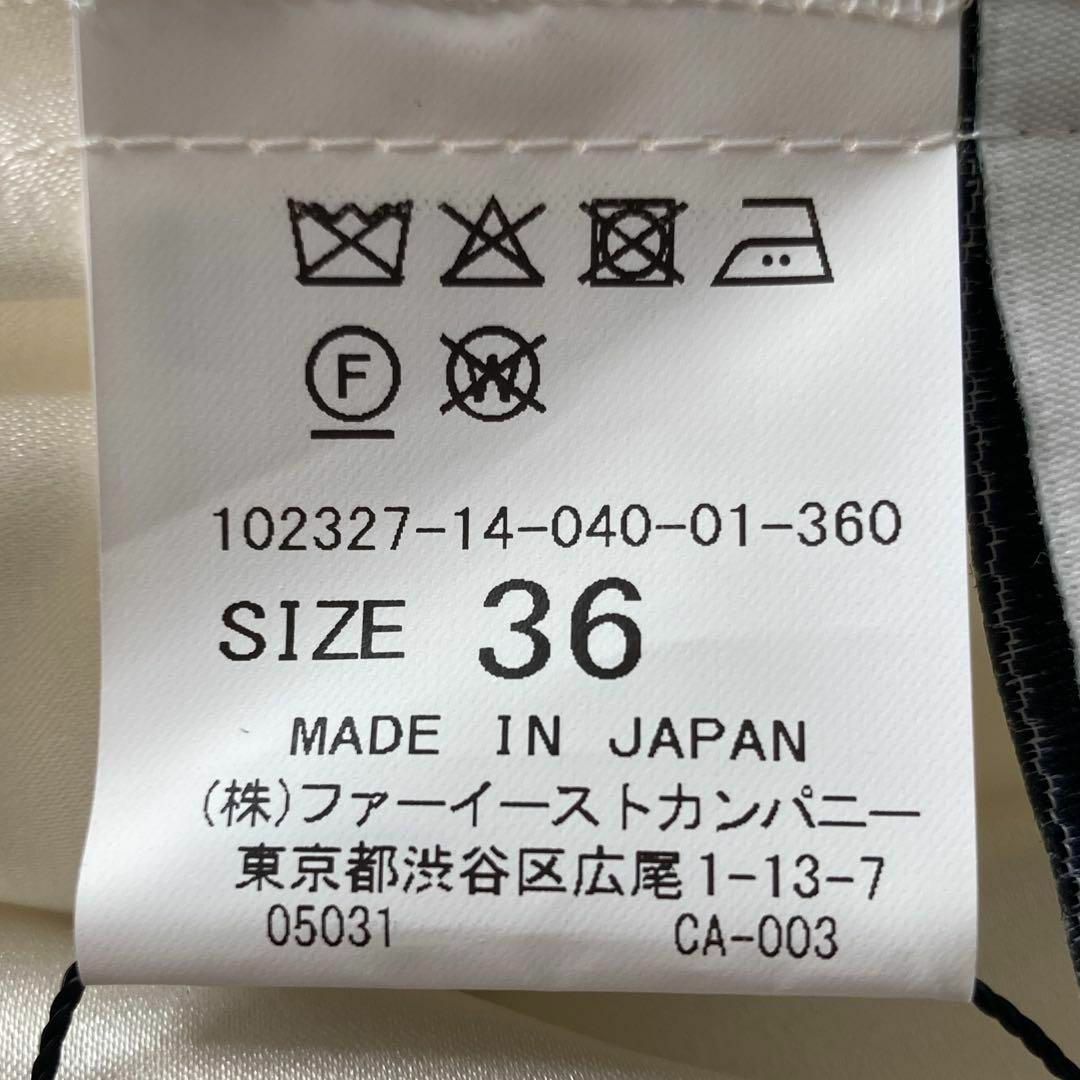 F W
102327-14-040-01-360
SIZE 36
MADE IN JAPAN
(株)ファーイーストカンパニー
東京都渋谷区広尾1-13-7
05031 CA-003